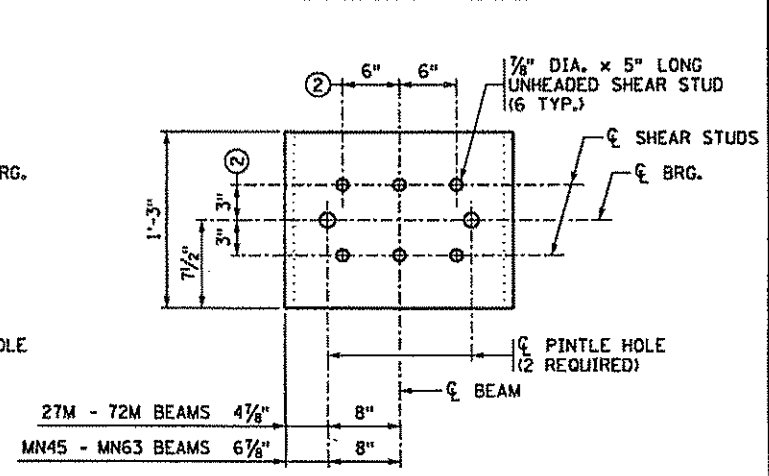 6" 6"
②
⅞" DIA. × 5" LONG
UNHEADED SHEAR STUD
(6 TYP.)
℄ SHEAR STUDS
RG.
②
℄ BRG.
1'-3"
3"
3"
7½"
OLE
℄ PINTLE HOLE
(2 REQUIRED)
℄ BEAM
27M - 72M BEAMS 4⅞" 8"
MN45 - MN63 BEAMS 6⅞" 8"